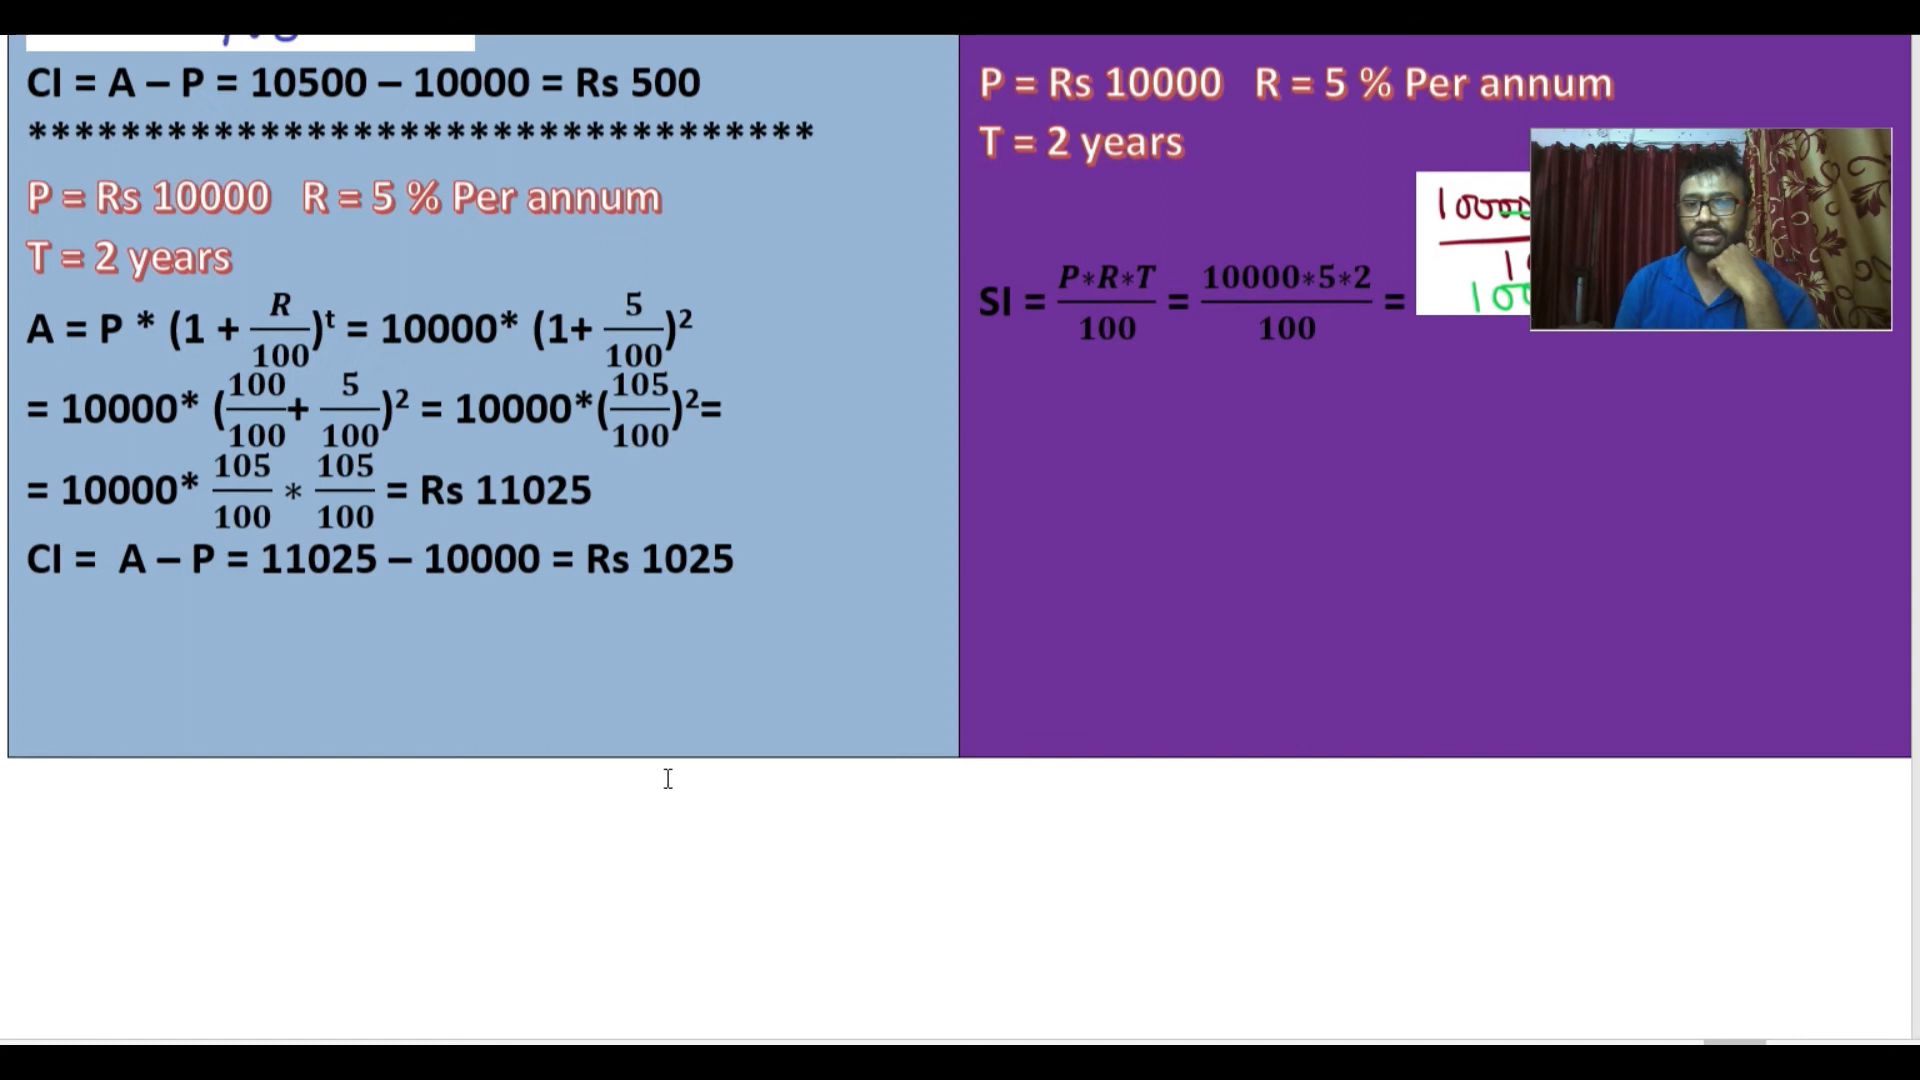 CI = A – P = 10500 – 10000 = Rs 500
**********************************
P = Rs 10000 R = 5 % Per annum
T = 2 years
A = P * (1 + R/100)^t = 10000* (1+ 5/100)^2
= 10000* (100/100 + 5/100)^2 = 10000*(105/100)^2=
= 10000* 105/100 * 105/100 = Rs 11025
CI = A – P = 11025 – 10000 = Rs 1025
P = Rs 10000 R = 5 % Per annum
T = 2 years
SI = P*R*T/100 = 10000*5*2/100 =